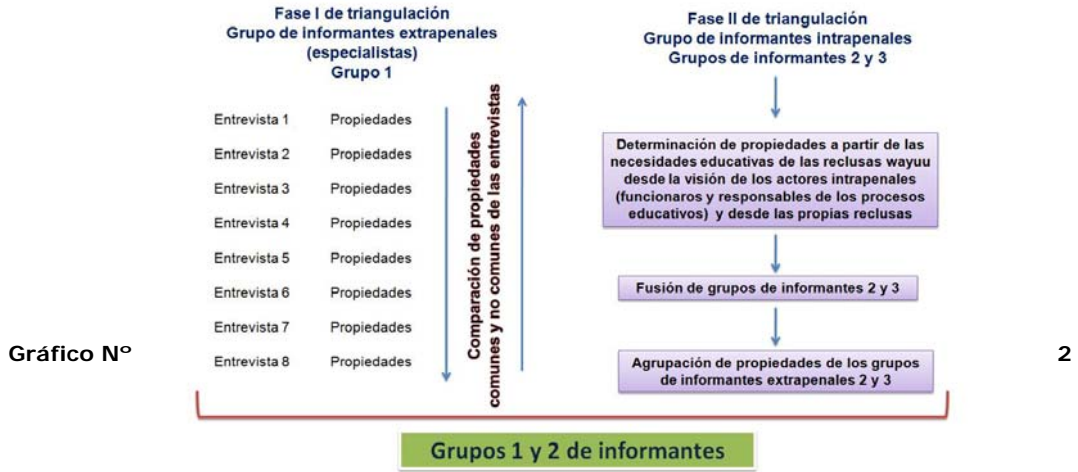 Fase I de triangulación
Grupo de informantes extrapenales
(especialistas)
Grupo 1
Entrevista 1 Propiedades
Entrevista 2 Propiedades
Entrevista 3 Propiedades
Entrevista 4 Propiedades
Entrevista 5 Propiedades
Entrevista 6 Propiedades
Entrevista 7 Propiedades
Entrevista 8 Propiedades
Comparación de propiedades
comunes y no comunes de las entrevistas
Fase II de triangulación
Grupo de informantes intrapenales
Grupos de informantes 2 y 3
Determinación de propiedades a partir de las
necesidades educativas de las reclusas wayuu
desde la visión de los actores intrapenales
(funcionaros y responsables de los procesos
educativos) y desde las propias reclusas
Fusión de grupos de informantes 2 y 3
Agrupación de propiedades de los grupos
de informantes extrapenales 2 y 3
Gráfico Nº 2
Grupos 1 y 2 de informantes